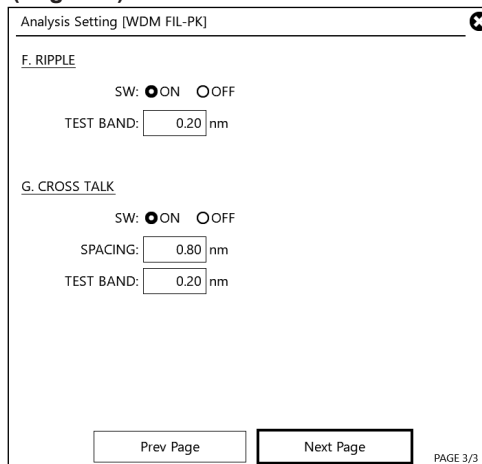 Analysis Setting [WDM FIL-PK]
F. RIPPLE
SW: ON OFF
TEST BAND: 0.20 nm
G. CROSS TALK
SW: ON OFF
SPACING: 0.80 nm
TEST BAND: 0.20 nm
Prev Page Next Page PAGE 3/3